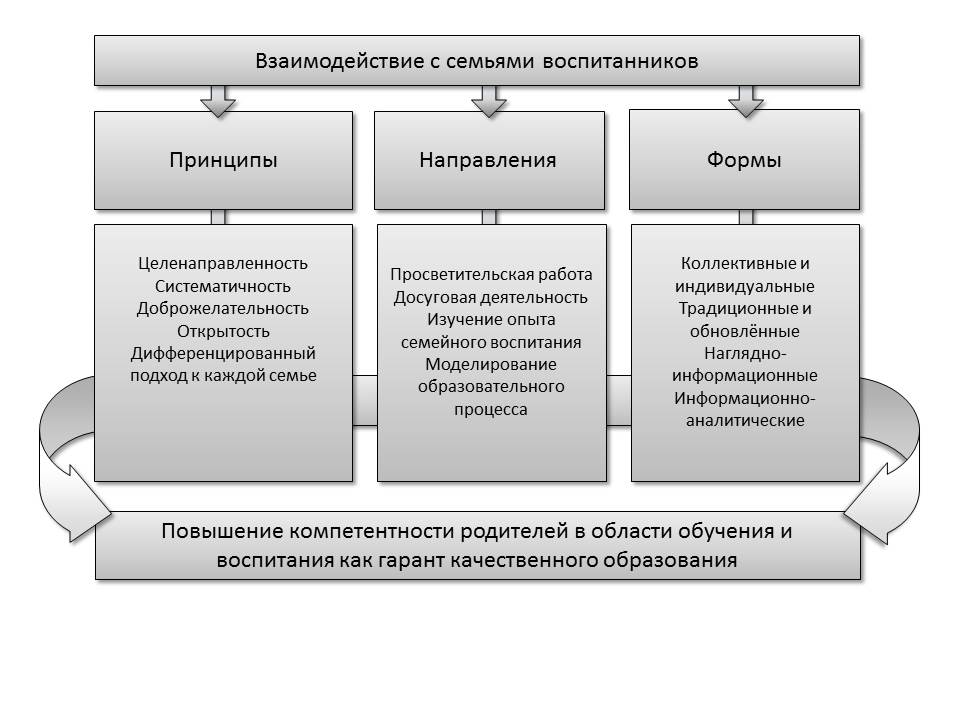 Взаимодействие с семьями воспитанников
Принципы
Направления
Формы
Целенаправленность
Систематичность
Доброжелательность
Открытость
Дифференцированный
подход к каждой семье
Просветительская работа
Досуговая деятельность
Изучение опыта
семейного воспитания
Моделирование
образовательного
процесса
Коллективные и
индивидуальные
Традиционные и
обновлённые
Наглядно-
информационные
Информационно-
аналитические
Повышение компетентности родителей в области обучения и
воспитания как гарант качественного образования